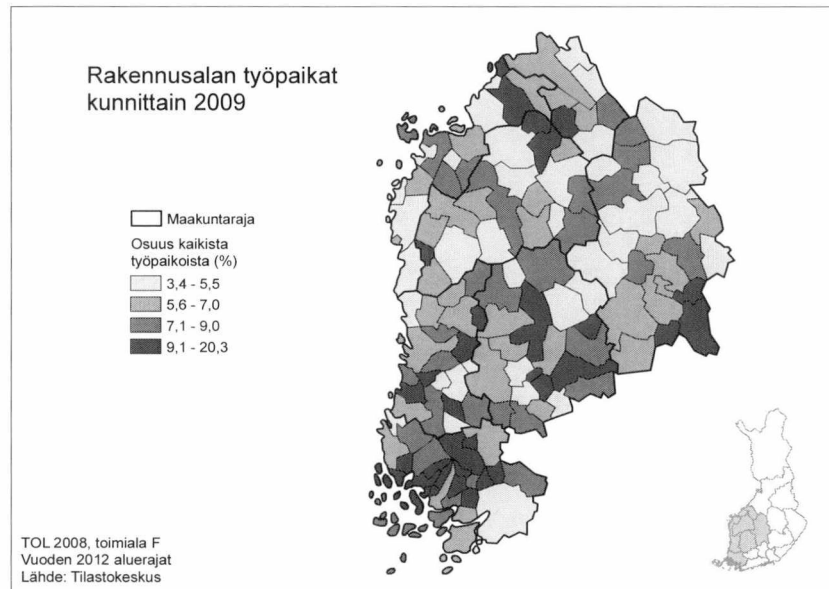 Rakennusalan työpaikat
kunnittain 2009
Maakuntaraja
Osuus kaikista
työpaikoista (%)
3,4 - 5,5
5,6 - 7,0
7,1 - 9,0
9,1 - 20,3
TOL 2008, toimiala F
Vuoden 2012 aluerajat
Lähde: Tilastokeskus